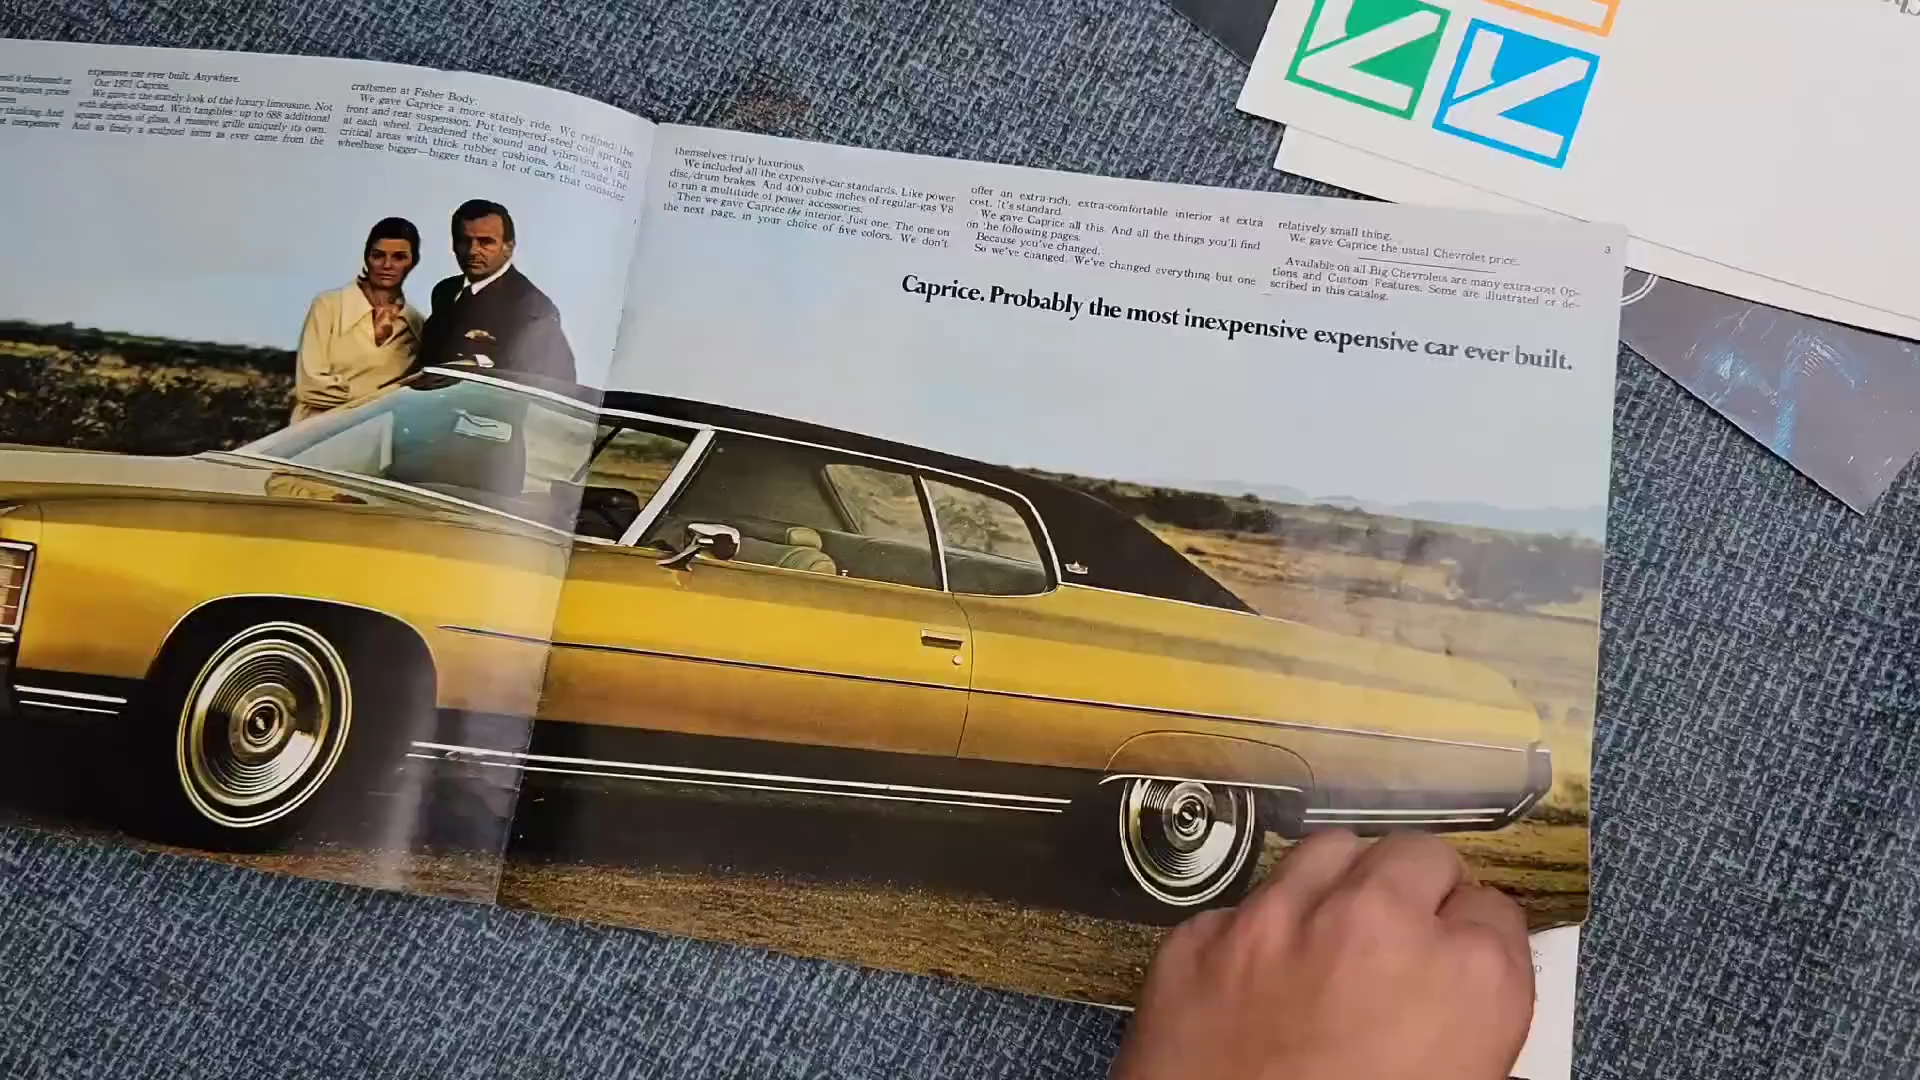 expensive car ever built. Anywhere.
Our 1971 Caprice.
We gave it the stately look of the luxury limousine. Not
with sleight-of-hand. With tangibles: up to 688 additional
square inches of glass. A massive grille uniquely its own.
And as finely a sculpted form as ever came from the
craftsmen at Fisher Body.
We gave Caprice a more stately ride. We refined the
front and rear suspension. Put tempered-steel coil springs
at each wheel. Deadened the sound and vibration at all
critical areas with thick rubber cushions. And made the
wheelbase bigger—bigger than a lot of cars that consider
themselves truly luxurious.
We included all the expensive-car standards. Like power
disc/drum brakes. And 400 cubic inches of regular-gas V8
to run a multitude of power accessories.
Then we gave Caprice the interior. Just one. The one on
the next page, in your choice of five colors. We don't
offer an extra-rich, extra-comfortable interior at extra
cost. It's standard.
We gave Caprice all this. And all the things you'll find
on the following pages.
Because you've changed.
So we've changed. We've changed everything but one
relatively small thing.
We gave Caprice the usual Chevrolet price.
Available on all Big Chevrolets are many extra-cost Op-
tions and Custom Features. Some are illustrated or de-
scribed in this catalog.
3
Caprice. Probably the most inexpensive expensive car ever built.